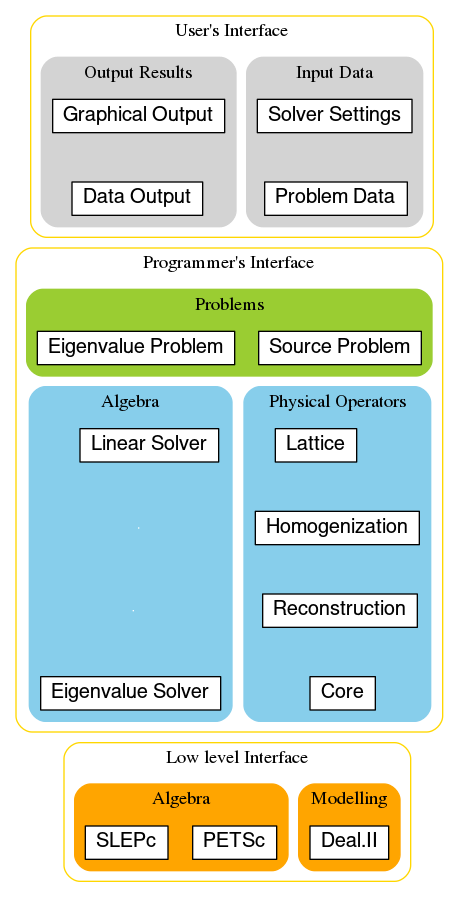 User's Interface
Output Results
Graphical Output
Data Output
Input Data
Solver Settings
Problem Data
Programmer's Interface
Problems
Eigenvalue Problem
Source Problem
Algebra
Linear Solver
Eigenvalue Solver
Physical Operators
Lattice
Homogenization
Reconstruction
Core
Low level Interface
Algebra
SLEPc
PETSc
Modelling
Deal.II